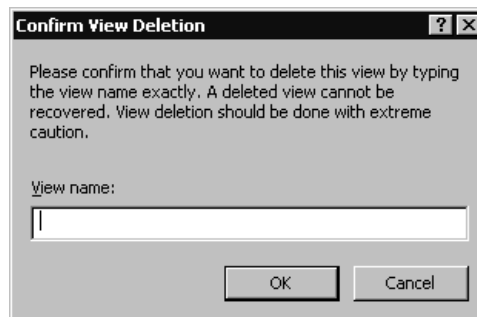 Confirm View Deletion
Please confirm that you want to delete this view by typing
the view name exactly. A deleted view cannot be
recovered. View deletion should be done with extreme
caution.
View name:
OK Cancel